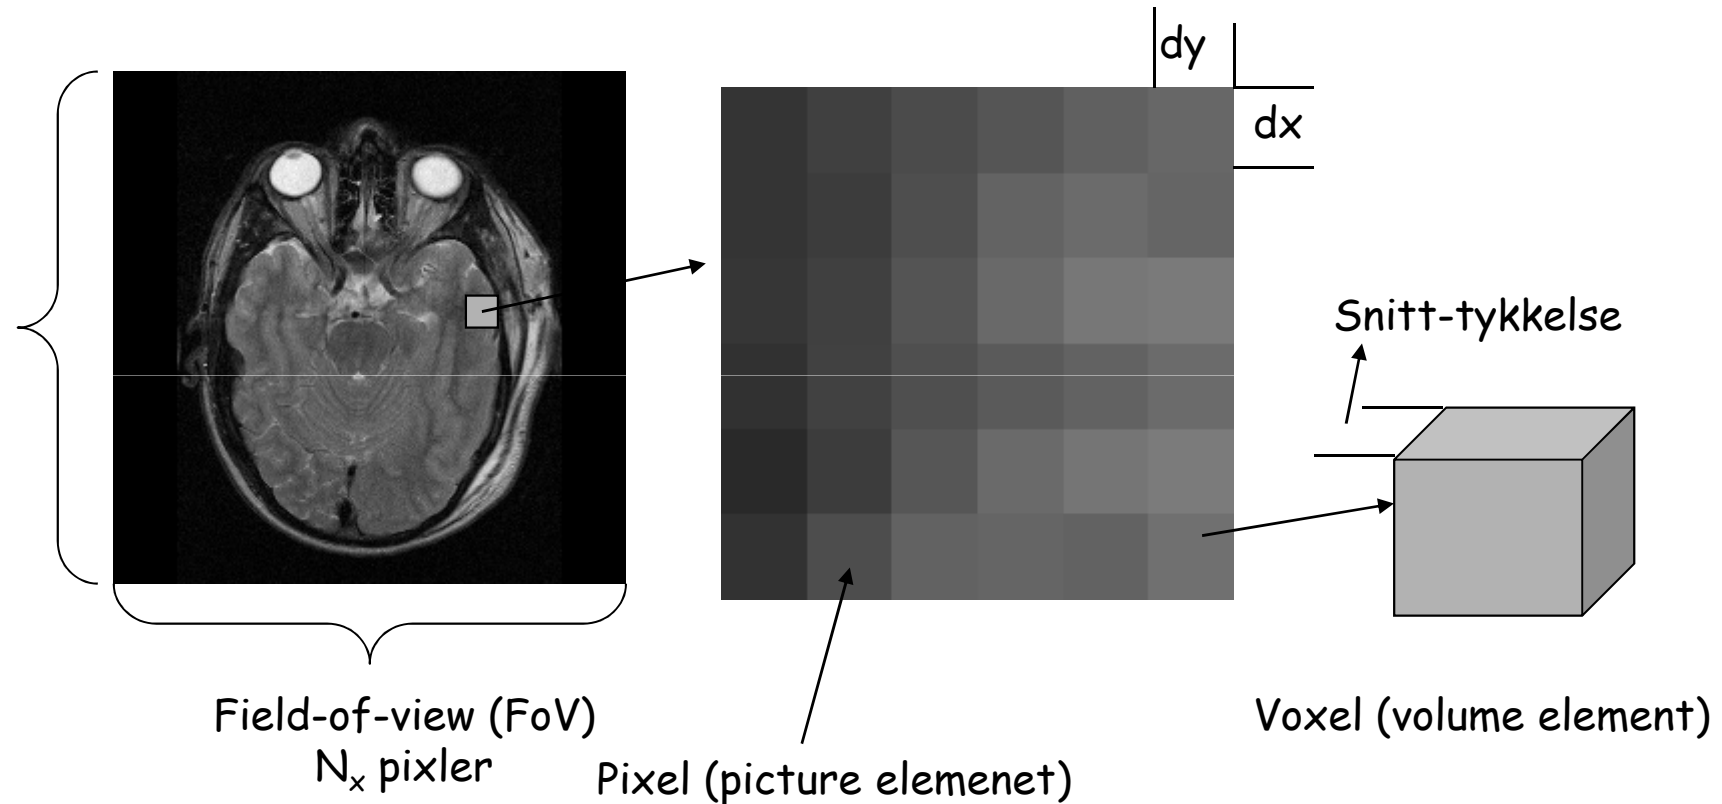 dy
dx
Snitt-tykkelse
Field-of-view (FoV)
Nx pixler
Pixel (picture elemenet)
Voxel (volume element)